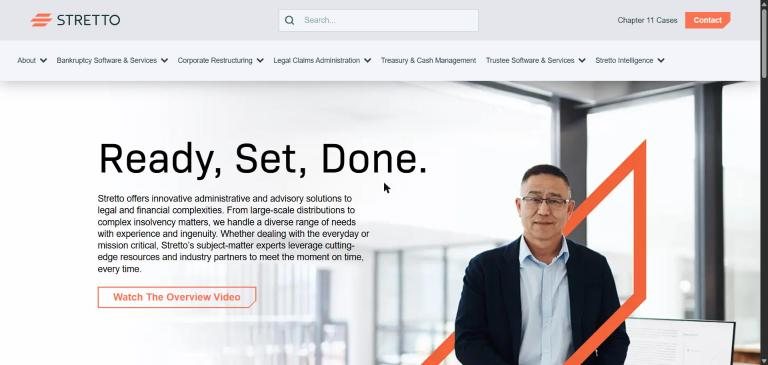 STRETTO
Search...
Chapter 11 Cases
Contact
About
Bankruptcy Software & Services
Corporate Restructuring
Legal Claims Administration
Treasury & Cash Management
Trustee Software & Services
Stretto Intelligence
Ready, Set, Done.
Stretto offers innovative administrative and advisory solutions to
legal and financial complexities. From large-scale distributions to
complex insolvency matters, we handle a diverse range of needs
with experience and ingenuity. Whether dealing with the everyday or
mission critical, Stretto's subject-matter experts leverage cutting-
edge resources and industry partners to meet the moment on time,
every time.
Watch The Overview Video